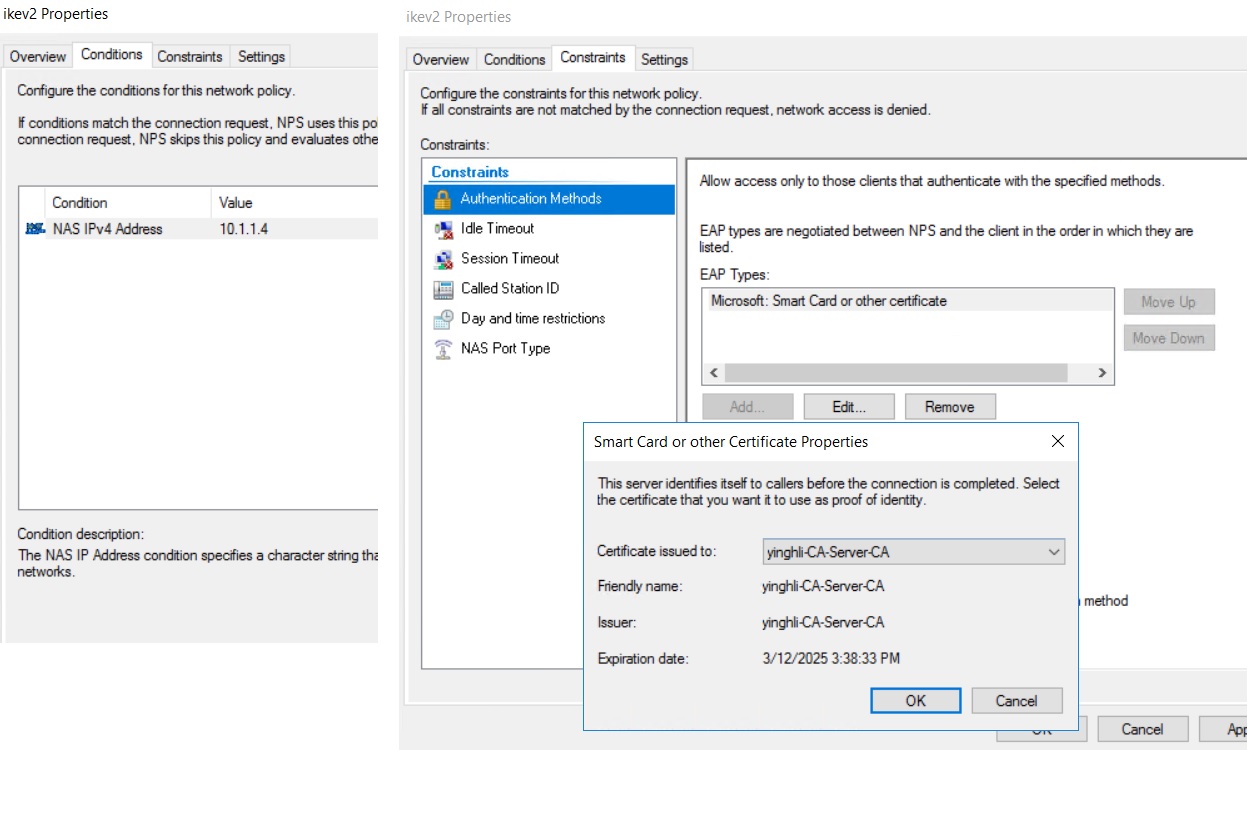 ikev2 Properties
Overview Conditions Constraints Settings
Configure the conditions for this network policy.
If conditions match the connection request, NPS uses this
connection request, NPS skips this policy and evaluates
Condition Value
NAS IPv4 Address 10.1.1.4
Condition description:
The NAS IP Address condition specifies a character string
networks.
ikev2 Properties
Overview Conditions Constraints Settings
Configure the constraints for this network policy.
If all constraints are not matched by the connection request, network access is denied.
Constraints:
Constraints
Authentication Methods
Idle Timeout
Session Timeout
Called Station ID
Day and time restrictions
NAS Port Type
Allow access only to those clients that authenticate with the specified methods.
EAP types are negotiated between NPS and the client in the order in which they are
listed.
EAP Types:
Microsoft: Smart Card or other certificate
Move Up
Move Down
Add... Edit... Remove
Smart Card or other Certificate Properties
This server identifies itself to callers before the connection is completed. Select
the certificate that you want it to use as proof of identity.
Certificate issued to: yinghli-CA-Server-CA
Friendly name: yinghli-CA-Server-CA
Issuer: yinghli-CA-Server-CA
Expiration date: 3/12/2025 3:38:33 PM
OK Cancel
method
OK Cancel